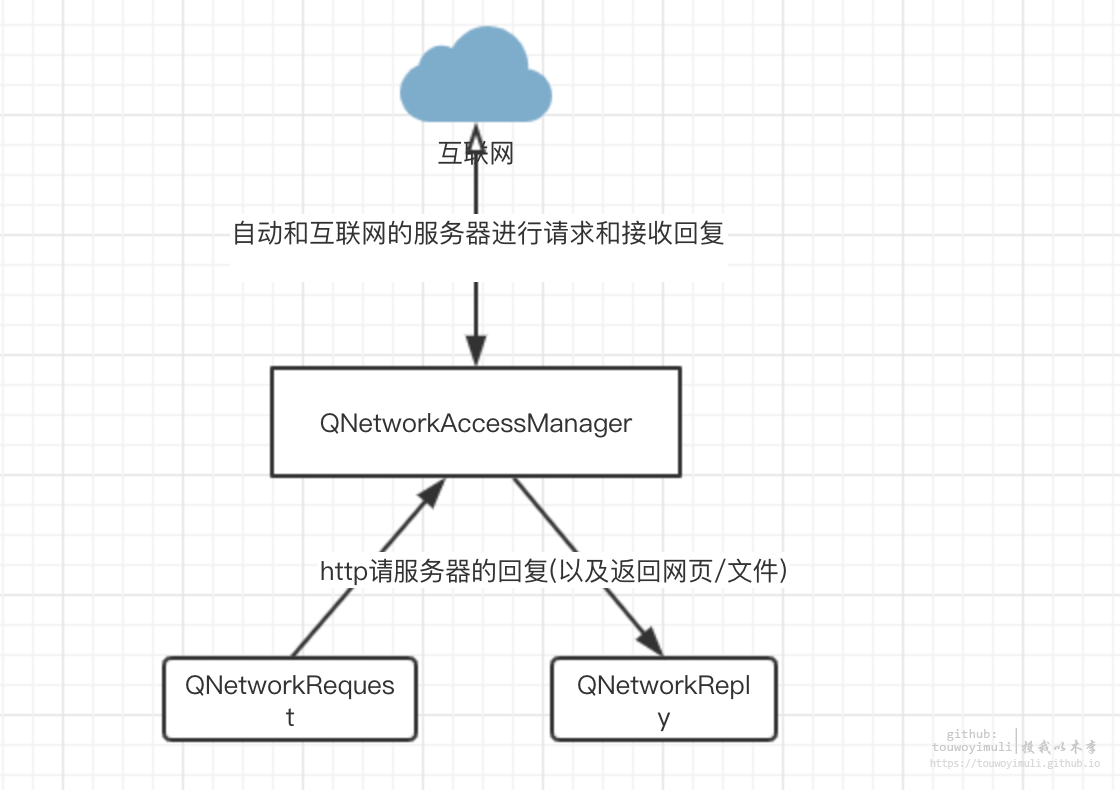 互联网
自动和互联网的服务器进行请求和接收回复
QNetworkAccessManager
http请服务器的回复(以及返回网页/文件)
QNetworkReques
t
QNetworkRepl
y
github:
touwoyimuli
投我以木李
https://touwoyimuli.github.io